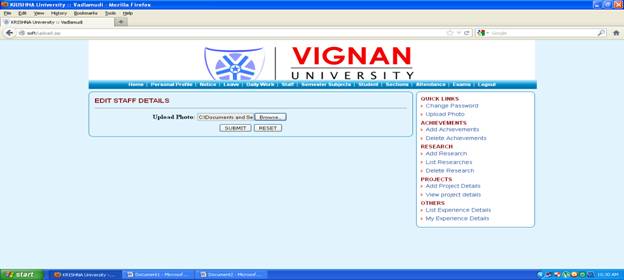 KRISHNA University :: Vadlamudi - Mozilla Firefox
File Edit View History Bookmarks Tools Help
KRISHNA University :: Vadlamudi
Google
VIGNAN
UNIVERSITY
Home | Personal Profile | Notice | Leave | Daily Work | Staff | Semester Subjects | Student | Sections | Attendance | Exams | Logout
EDIT STAFF DETAILS
Upload Photo: C:\Documents and Se Browse...
SUBMIT RESET
QUICK LINKS
Change Password
Upload Photo
ACHIEVEMENTS
Add Achievements
Delete Achievements
RESEARCH
Add Research
List Researches
Delete Research
PROJECTS
Add Project Details
View project details
OTHERS
List Experience Details
My Experience Details
start
KRISHNA University -...
Document1 - Microsof...
Document2 - Microsof...
10:30 AM